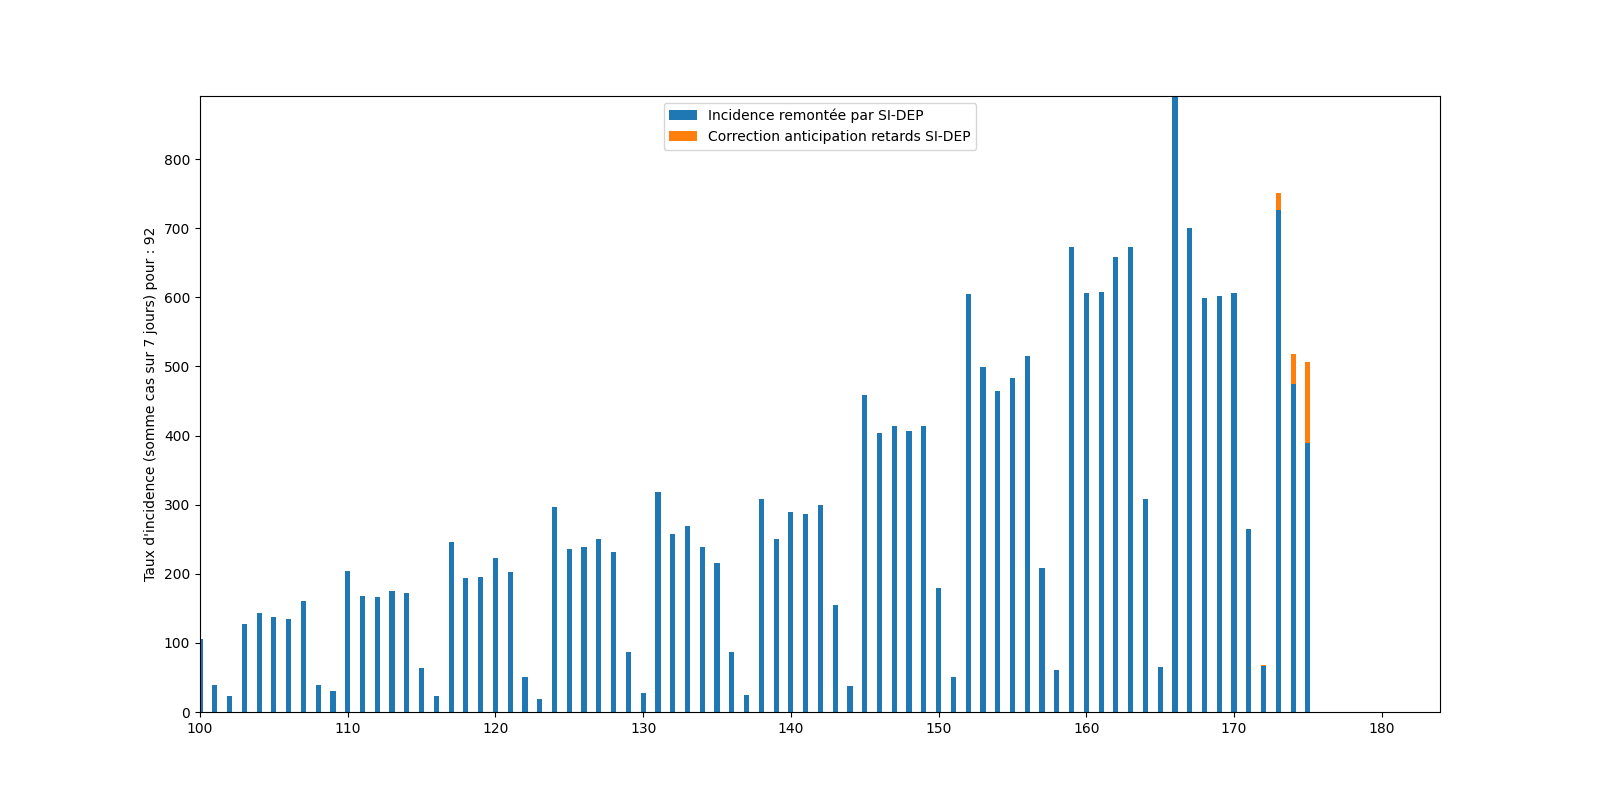 Incidence remontée par SI-DEP
Correction anticipation retards SI-DEP
Taux d'incidence (somme cas sur 7 jours) pour : 92
800
700
600
500
400
300
200
100
0
100 110 120 130 140 150 160 170 180